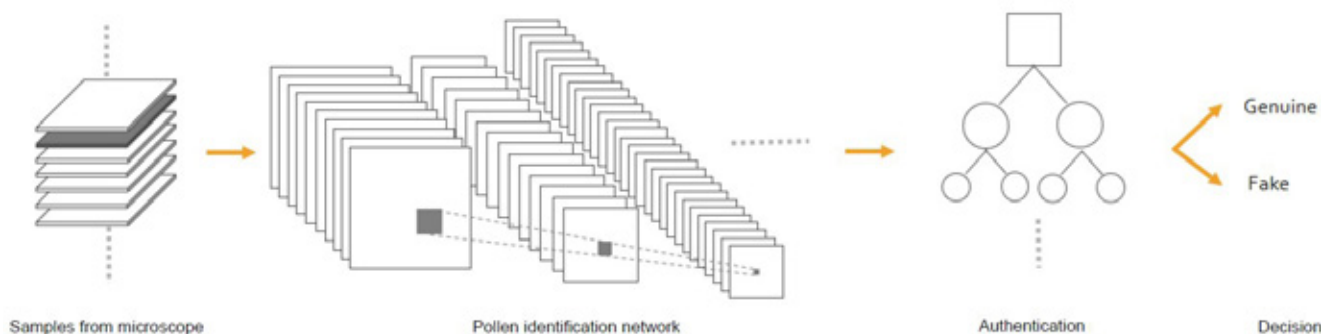 Genuine
Fake
Samples from microscope
Pollen identification network
Authentication
Decision